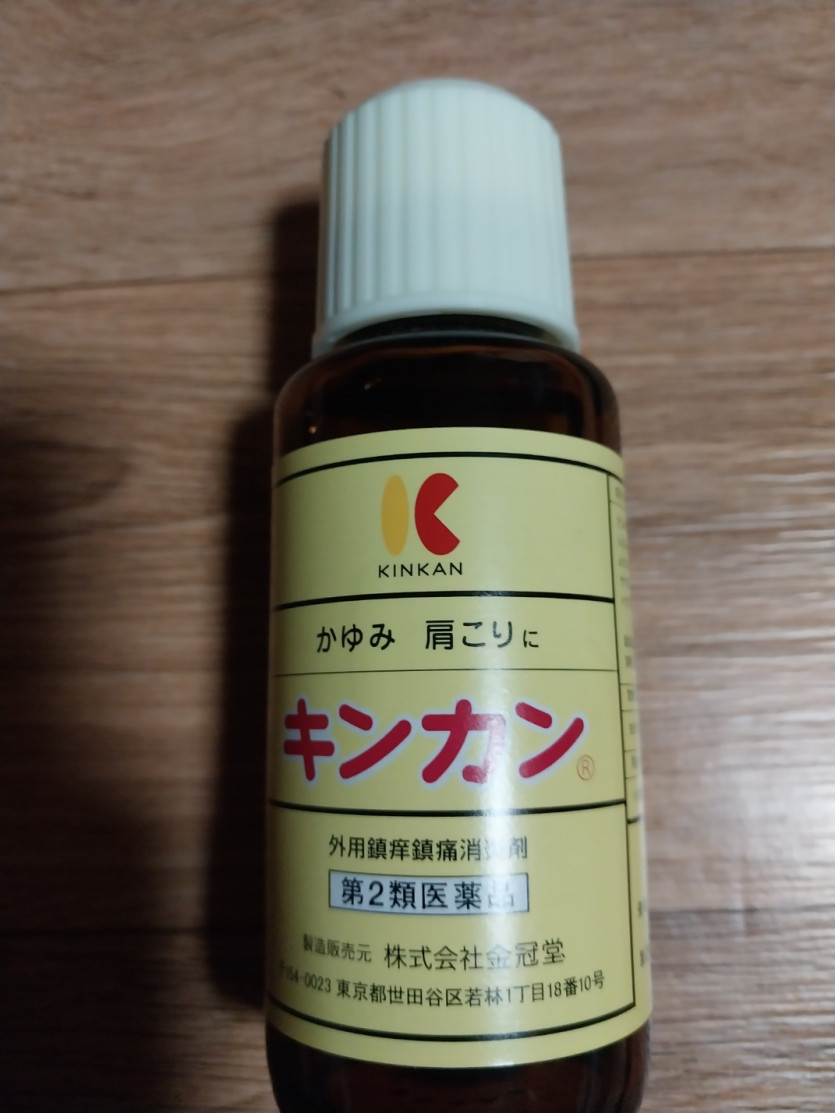 KINKAN
かゆみ 肩こりに
キンカン®
外用鎮痒鎮痛消炎剤
第2類医薬品
製造販売元 株式会社金冠堂
〒154-0023 東京都世田谷区若林1丁目18番10号